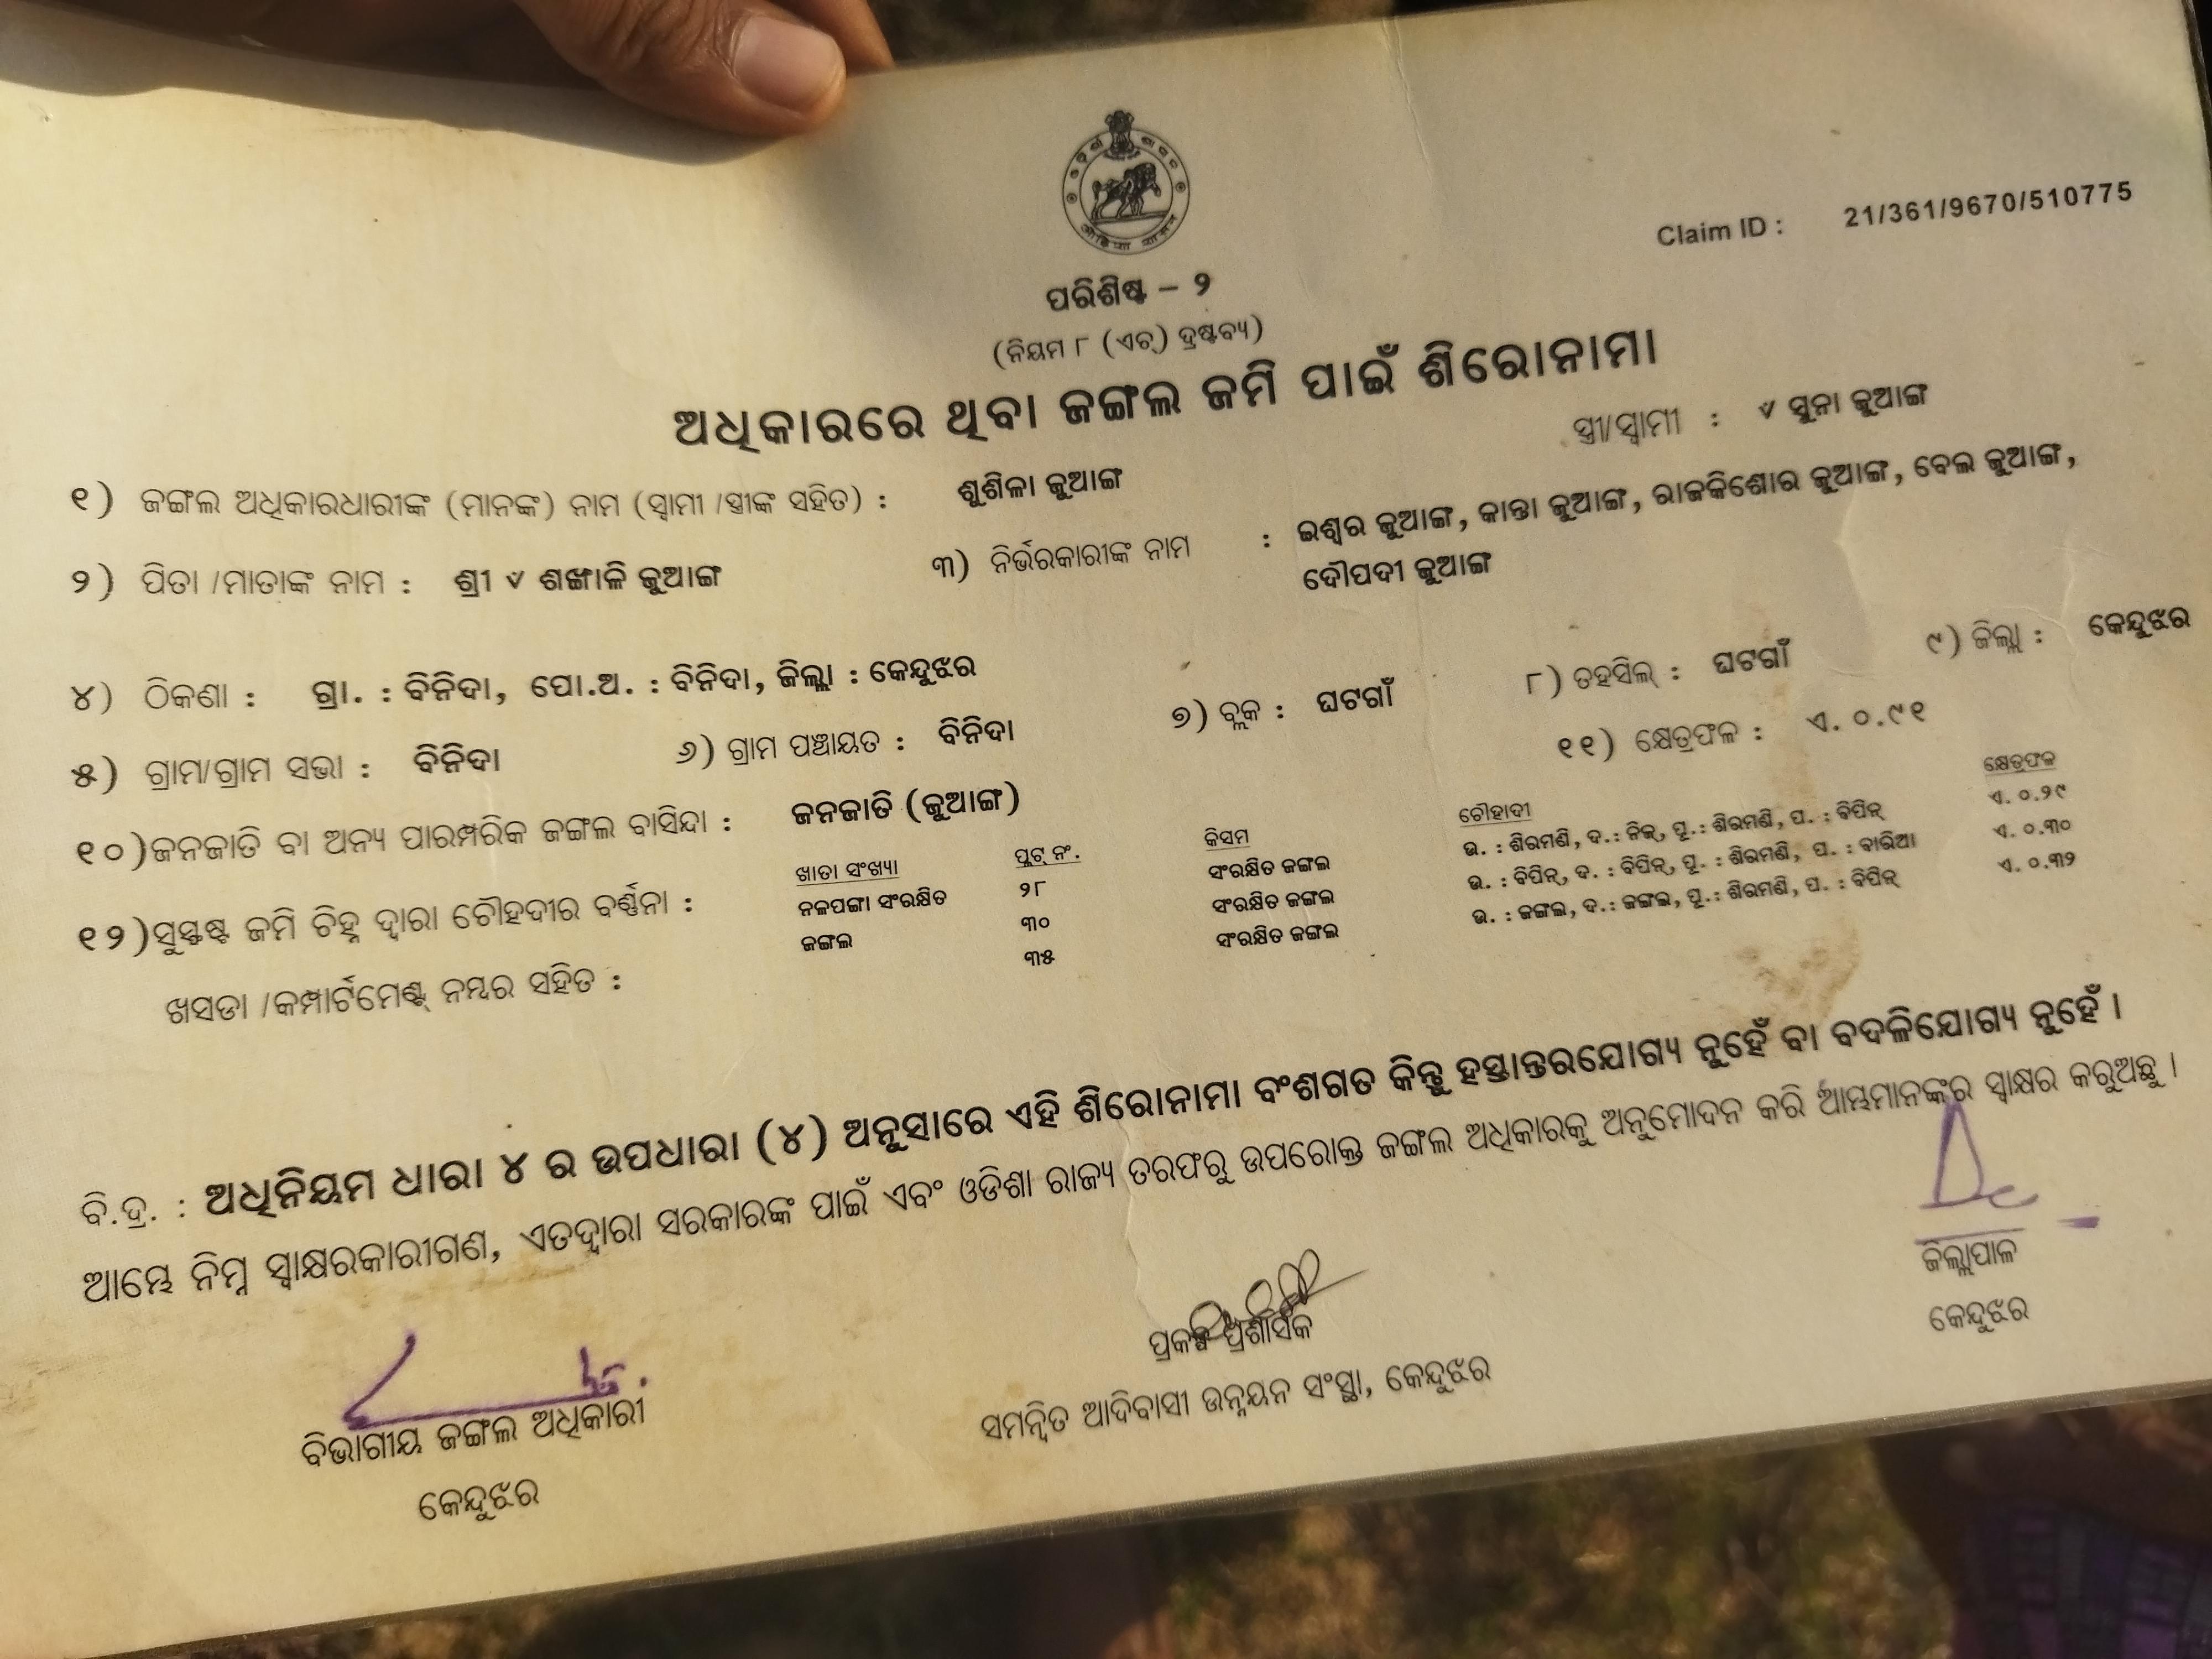 Claim ID : 21/361/9670/510775
ପରିଶିଷ୍ଟ – ୨
(ନିୟମ ୮ (ଏଚ୍) ଦ୍ରଷ୍ଟବ୍ୟ)
ଅଧିକାରରେ ଥିବା ଜଙ୍ଗଲ ଜମି ପାଇଁ ଶିରୋନାମା
୧) ଜଙ୍ଗଲ ଅଧିକାରଧାରୀଙ୍କ (ମାନଙ୍କ) ନାମ (ସ୍ୱାମୀ /ସ୍ତ୍ରୀଙ୍କ ସହିତ) : ଶୁଶିଳା ଜୁଆଙ୍ଗ ସ୍ତ୍ରୀ/ସ୍ୱାମୀ : ୰ ସୁନା ଜୁଆଙ୍ଗ
୨) ପିତା /ମାତାଙ୍କ ନାମ : ଶ୍ରୀ ୰ ଶଙ୍ଖାଳି ଜୁଆଙ୍ଗ ୩) ନିର୍ଭରକାରୀଙ୍କ ନାମ : ଇଶ୍ୱର ଜୁଆଙ୍ଗ, କାନ୍ତା ଜୁଆଙ୍ଗ, ରାଜକିଶୋର ଜୁଆଙ୍ଗ, ବେଲ ଜୁଆଙ୍ଗ,
ଦୌପଦୀ ଜୁଆଙ୍ଗ
୪) ଠିକଣା : ଗ୍ରା. : ବିନିଦା, ପୋ.ଅ. : ବିନିଦା, ଜିଲ୍ଲା : କେନ୍ଦୁଝର
୫) ଗ୍ରାମ/ଗ୍ରାମ ସଭା : ବିନିଦା ୬) ଗ୍ରାମ ପଞ୍ଚାୟତ : ବିନିଦା ୭) ବ୍ଲକ : ଘଟଗାଁ ୮) ତହସିଲ୍ : ଘଟଗାଁ ୯) ଜିଲ୍ଲା : କେନ୍ଦୁଝର
୧୦)ଜନଜାତି ବା ଅନ୍ୟ ପାରମ୍ପରିକ ଜଙ୍ଗଲ ବାସିନ୍ଦା : ଜନଜାତି (ଜୁଆଙ୍ଗ) ୧୧) କ୍ଷେତ୍ରଫଳ : ଏ. ୦.୯୧
୧୨)ସୁସ୍ପଷ୍ଟ ଜମି ଚିହ୍ନ ଦ୍ୱାରା ଚୌହଦୀର ବର୍ଣ୍ଣନା :
ଖସଡା /କମ୍ପାର୍ଟମେଣ୍ଟ୍ ନମ୍ବର ସହିତ :
ଖାତା ସଂଖ୍ୟା ପ୍ଲଟ୍ ନଂ. କିସମ ଚୌହାଦୀ କ୍ଷେତ୍ରଫଳ
ନଳପଙ୍ଗା ସଂରକ୍ଷିତ ୨୮ ସଂରକ୍ଷିତ ଜଙ୍ଗଲ ଉ. : ଶିରମଣି, ଦ.: ନିକ୍, ପୂ.: ଶିରମଣି, ପ. : ବିପିନ୍ ଏ. ୦.୨୯
ଜଙ୍ଗଲ ୩୦ ସଂରକ୍ଷିତ ଜଙ୍ଗଲ ଉ. : ବିପିନ୍, ଦ. : ବିପିନ୍, ପୂ. : ଶିରମଣି, ପ. : ବାରିଆ ଏ. ୦.୩୦
୩୫ ସଂରକ୍ଷିତ ଜଙ୍ଗଲ ଉ. : ଜଙ୍ଗଲ, ଦ.: ଜଙ୍ଗଲ, ପୂ.: ଶିରମଣି, ପ. : ବିପିନ୍ ଏ. ୦.୩୨
ବି.ଦ୍ର. : ଅଧିନିୟମ ଧାରା ୪ ର ଉପଧାରା (୪) ଅନୁସାରେ ଏହି ଶିରୋନାମା ବଂଶଗତ କିନ୍ତୁ ହସ୍ତାନ୍ତରଯୋଗ୍ୟ ନୁହେଁ ବା ବଦଳିଯୋଗ୍ୟ ନୁହେଁ ।
ଆମ୍ଭେ ନିମ୍ନ ସ୍ୱାକ୍ଷରକାରୀଗଣ, ଏତଦ୍ୱାରା ସରକାରଙ୍କ ପାଇଁ ଏବଂ ଓଡିଶା ରାଜ୍ୟ ତରଫରୁ ଉପରୋକ୍ତ ଜଙ୍ଗଲ ଅଧିକାରକୁ ଅନୁମୋଦନ କରି ଆମ୍ଭମାନଙ୍କର ସ୍ୱାକ୍ଷର କରୁଅଛୁ ।
ବିଭାଗୀୟ ଜଙ୍ଗଲ ଅଧିକାରୀ
କେନ୍ଦୁଝର
ପ୍ରକଳ୍ପ ପ୍ରଶାସକ
ସମନ୍ୱିତ ଆଦିବାସୀ ଉନ୍ନୟନ ସଂସ୍ଥା, କେନ୍ଦୁଝର
ଜିଲ୍ଲାପାଳ
କେନ୍ଦୁଝର